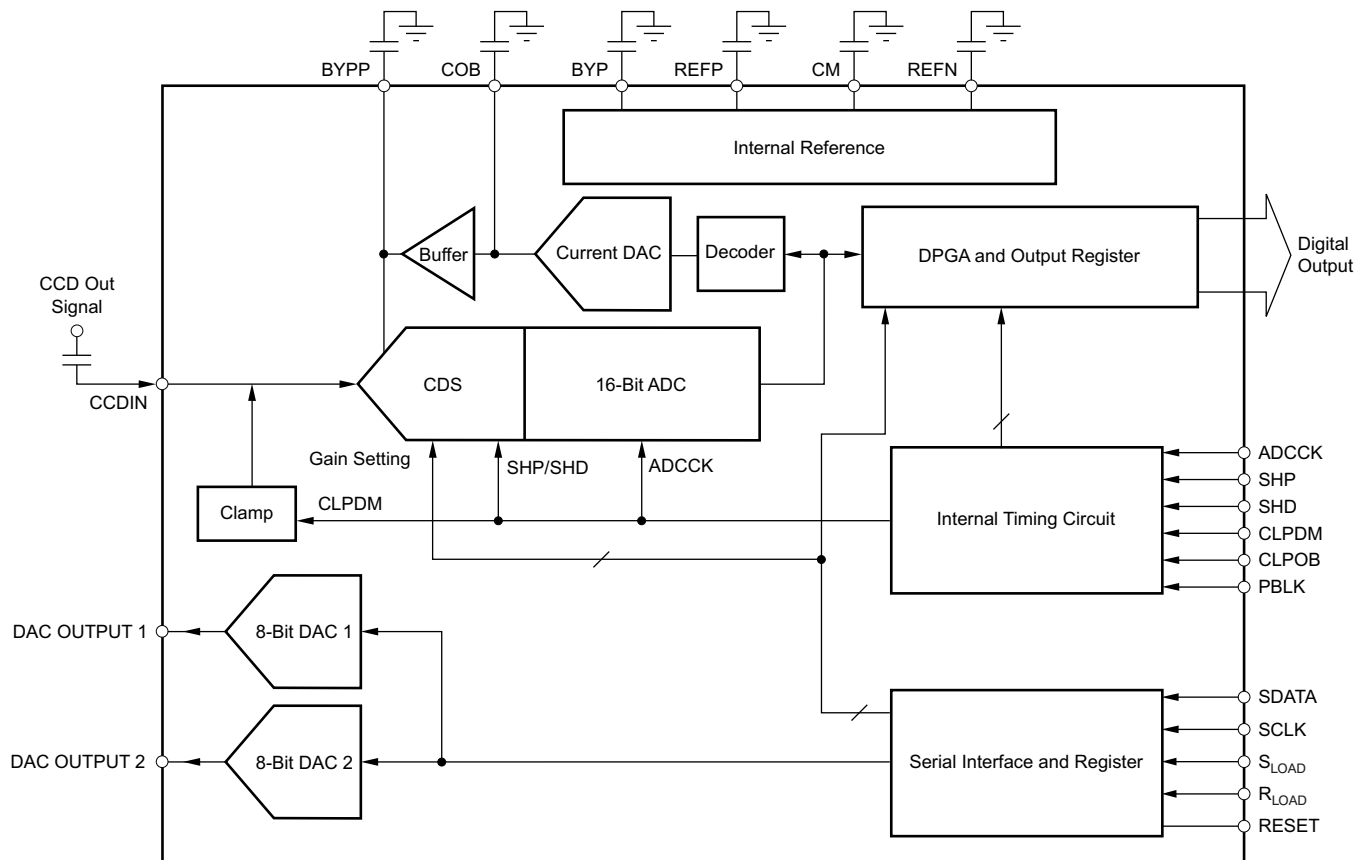 BYPP
COB
BYP
REFP
CM
REFN
Internal Reference
Buffer
Current DAC
Decoder
DPGA and Output Register
Digital
Output
CCD Out
Signal
CCDIN
CDS
16-Bit ADC
Gain Setting
SHP/SHD
ADCCK
Clamp
CLPDM
Internal Timing Circuit
ADCCK
SHP
SHD
CLPDM
CLPOB
PBLK
DAC OUTPUT 1
8-Bit DAC 1
DAC OUTPUT 2
8-Bit DAC 2
Serial Interface and Register
SDATA
SCLK
SLOAD
RLOAD
RESET